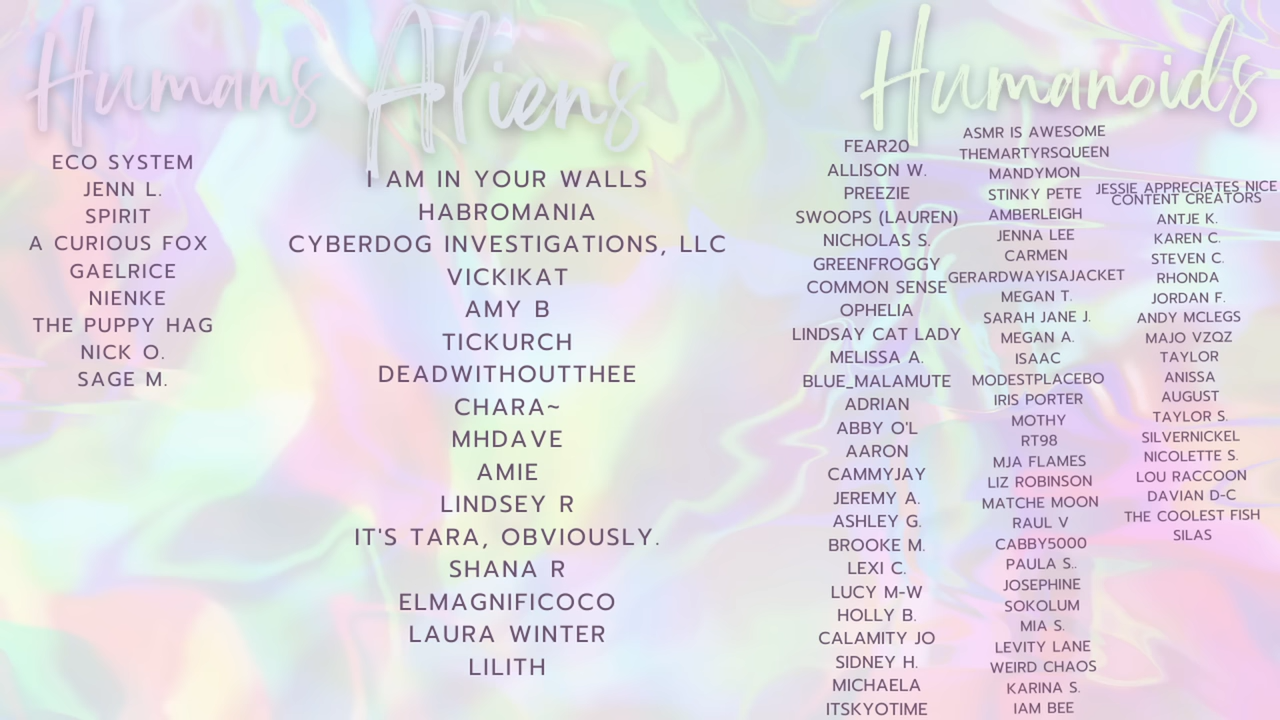 Humans
ECO SYSTEM
JENN L.
SPIRIT
A CURIOUS FOX
GAELRICE
NIENKE
THE PUPPY HAG
NICK O.
SAGE M.
Aliens
I AM IN YOUR WALLS
HABROMANIA
CYBERDOG INVESTIGATIONS, LLC
VICKIKAT
AMY B
TICKURCH
DEADWITHOUTTHEE
CHARA~
MHDAVE
AMIE
LINDSEY R
IT'S TARA, OBVIOUSLY.
SHANA R
ELMAGNIFICOCO
LAURA WINTER
LILITH
Humanoids
FEAR20
ALLISON W.
PREEZIE
SWOOPS (LAUREN)
NICHOLAS S.
GREENFROGGY
COMMON SENSE
OPHELIA
LINDSAY CAT LADY
MELISSA A.
BLUE_MALAMUTE
ADRIAN
ABBY O'L
AARON
CAMMYJAY
JEREMY A.
ASHLEY G.
BROOKE M.
LEXI C.
LUCY M-W
HOLLY B.
CALAMITY JO
SIDNEY H.
MICHAELA
ITSKYOTIME
ASMR IS AWESOME
THEMARTYRSQUEEN
MANDYMON
STINKY PETE
AMBERLEIGH
JENNA LEE
CARMEN
GERARDWAYISAJACKET
MEGAN T.
SARAH JANE J.
MEGAN A.
ISAAC
MODESTPLACEBO
IRIS PORTER
MOTHY
RT98
MJA FLAMES
LIZ ROBINSON
MATCHE MOON
RAUL V
CABBY5000
PAULA S..
JOSEPHINE
SOKOLUM
MIA S.
LEVITY LANE
WEIRD CHAOS
KARINA S.
IAM BEE
JESSIE APPRECIATES NICE
CONTENT CREATORS
ANTJE K.
KAREN C.
STEVEN C.
RHONDA
JORDAN F.
ANDY MCLEGS
MAJO VZQZ
TAYLOR
ANISSA
AUGUST
TAYLOR S.
SILVERNICKEL
NICOLETTE S.
LOU RACCOON
DAVIAN D-C
THE COOLEST FISH
SILAS